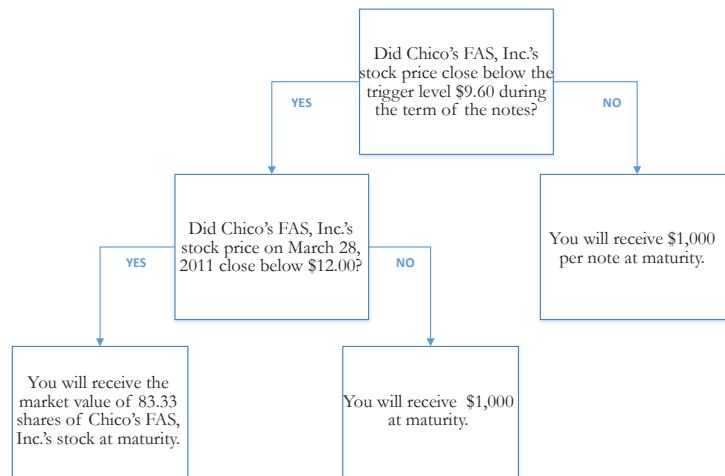 Did Chico's FAS, Inc.'s
stock price close below the
trigger level $9.60 during
the term of the notes?
YES
NO
Did Chico's FAS, Inc.'s
stock price on March 28,
2011 close below $12.00?
You will receive $1,000
per note at maturity.
YES
NO
You will receive the
market value of 83.33
shares of Chico's FAS,
Inc.'s stock at maturity.
You will receive $1,000
at maturity.